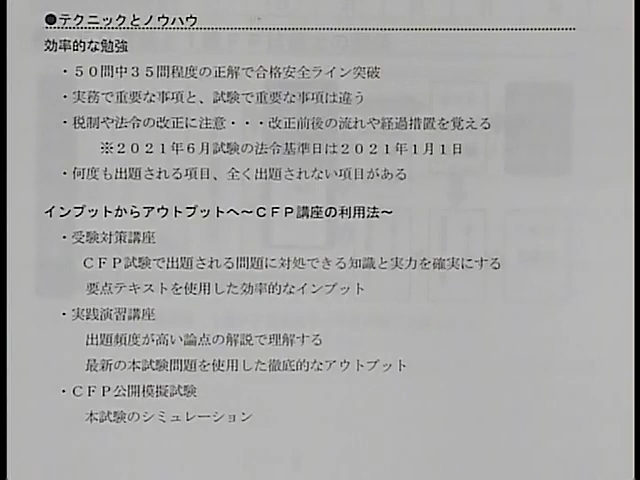 ●テクニックとノウハウ
効率的な勉強
・５０問中３５問程度の正解で合格安全ライン突破
・実務で重要な事項と、試験で重要な事項は違う
・税制や法令の改正に注意・・・改正前後の流れや経過措置を覚える
※２０２１年６月試験の法令基準日は２０２１年１月１日
・何度も出題される項目、全く出題されない項目がある
インプットからアウトプットへ～ＣＦＰ講座の利用法～
・受験対策講座
ＣＦＰ試験で出題される問題に対処できる知識と実力を確実にする
要点テキストを使用した効率的なインプット
・実践演習講座
出題頻度が高い論点の解説で理解する
最新の本試験問題を使用した徹底的なアウトプット
・ＣＦＰ公開模擬試験
本試験のシミュレーション